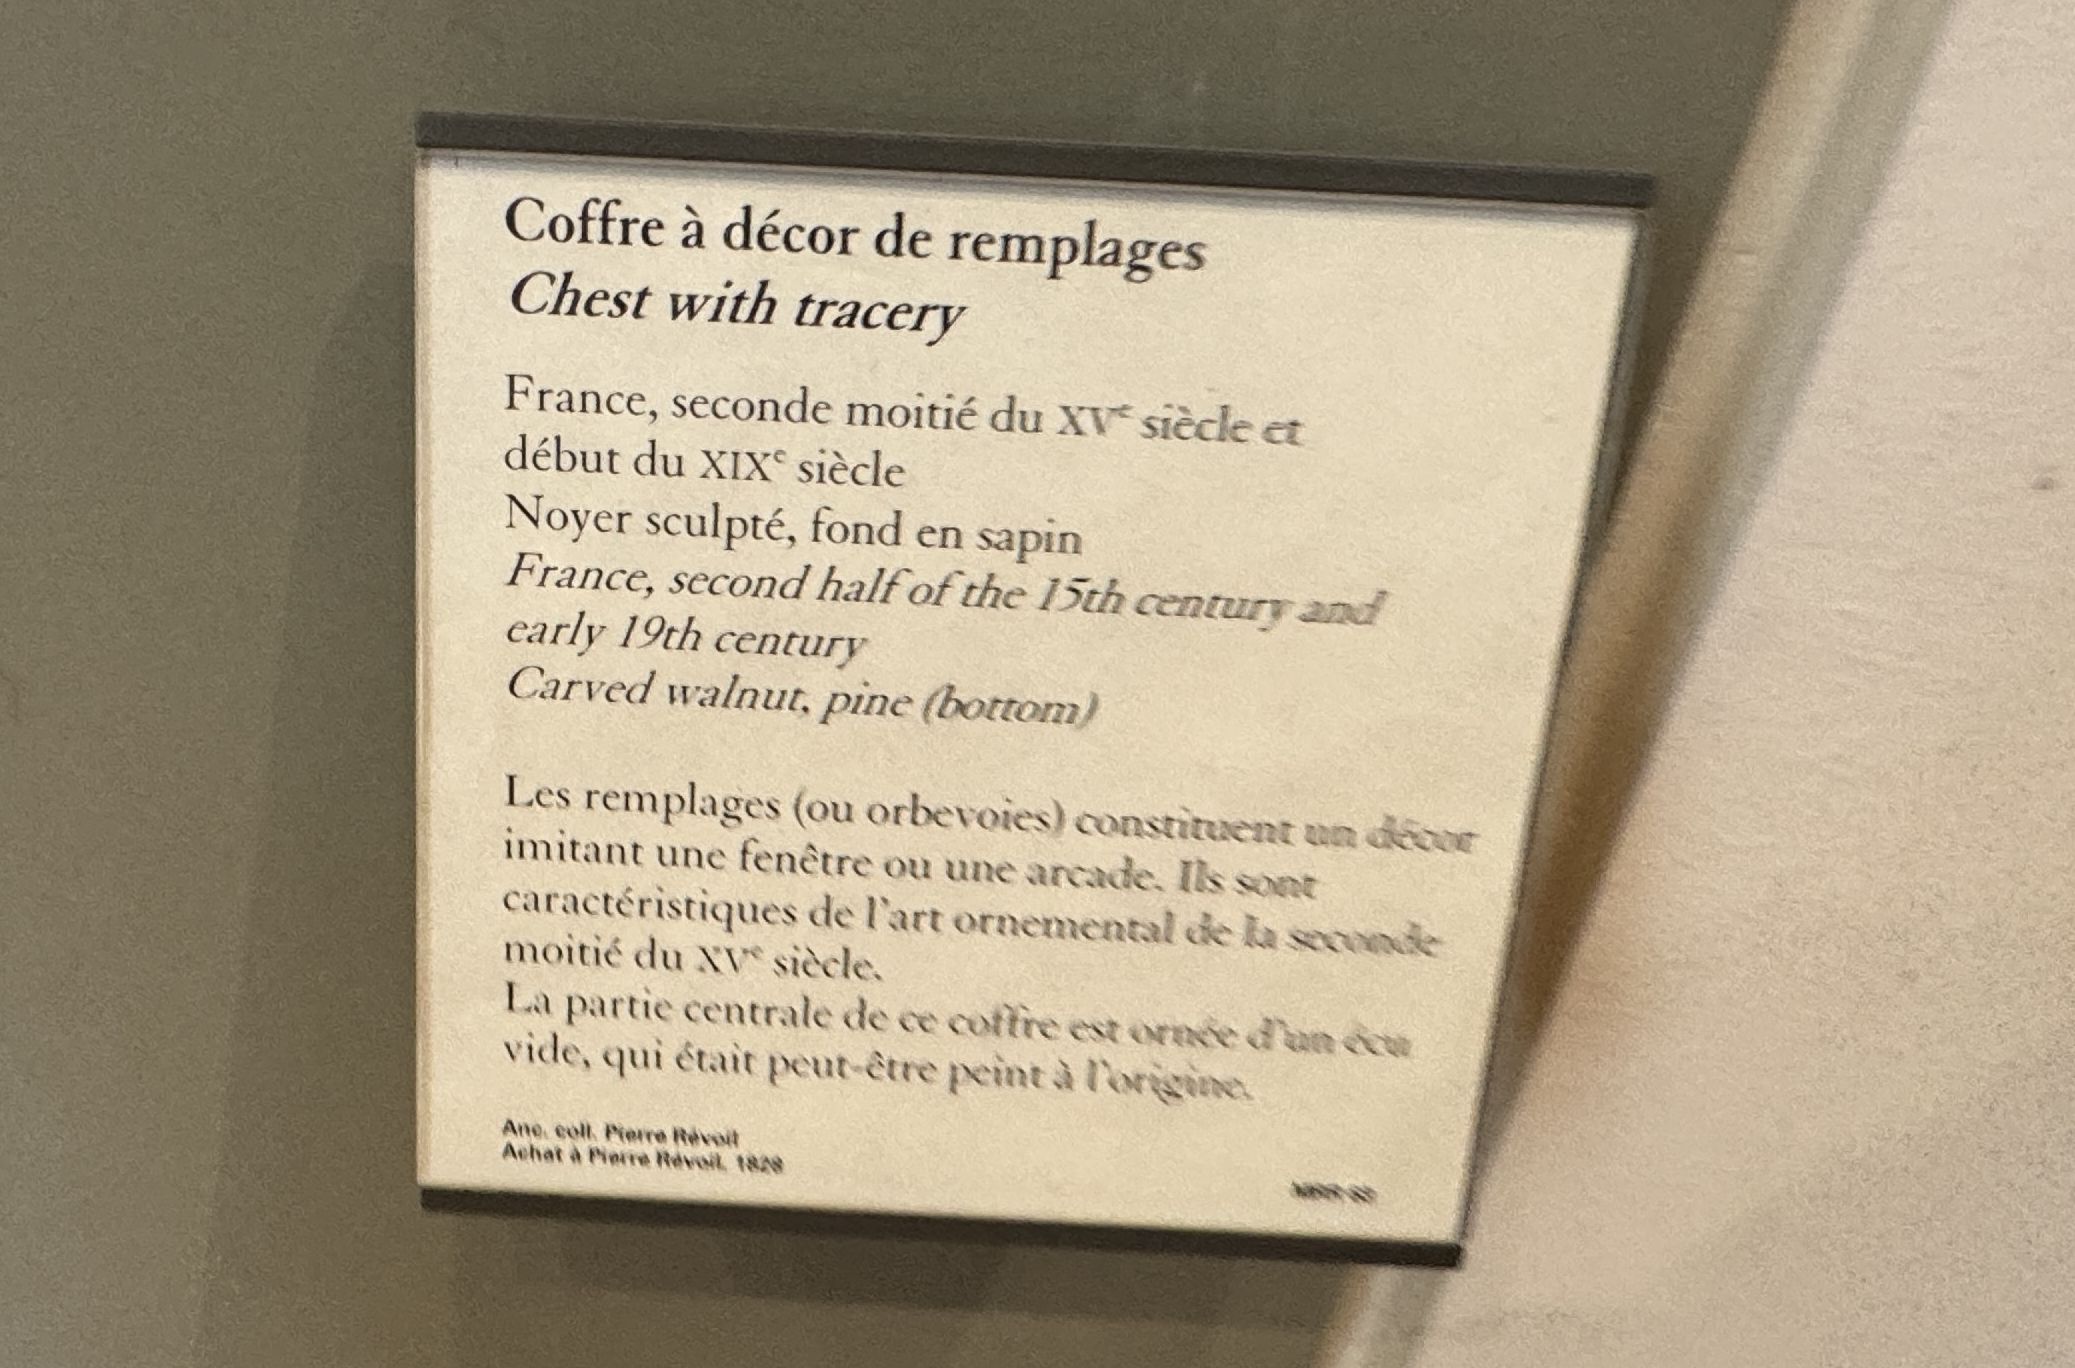 Coffre à décor de remplages
Chest with tracery
France, seconde moitié du XVe siècle et
début du XIXe siècle
Noyer sculpté, fond en sapin
France, second half of the 15th century and
early 19th century
Carved walnut, pine (bottom)
Les remplages (ou orbevoies) constituent un décor
imitant une fenêtre ou une arcade. Ils sont
caractéristiques de l'art ornemental de la seconde
moitié du XVe siècle.
La partie centrale de ce coffre est ornée d'un écu
vide, qui était peut-être peint à l'origine.
Anc. coll. Pierre Révoil
Achat à Pierre Révoil, 1828